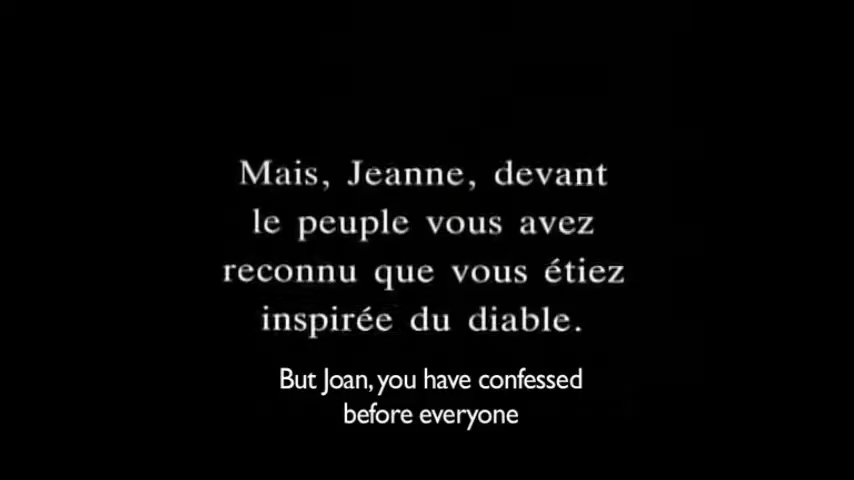 Mais, Jeanne, devant
le peuple vous avez
reconnu que vous étiez
inspirée du diable.
But Joan, you have confessed
before everyone